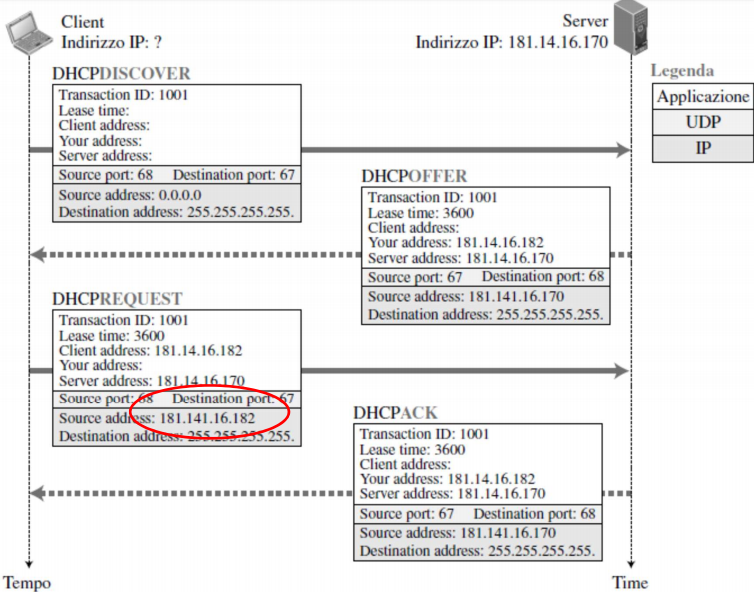 Client
Indirizzo IP: ?
Server
Indirizzo IP: 181.14.16.170
Legenda
Applicazione
UDP
IP
DHCPDISCOVER
Transaction ID: 1001
Lease time:
Client address:
Your address:
Server address:
Source port: 68 Destination port: 67
Source address: 0.0.0.0
Destination address: 255.255.255.255.
DHCPOFFER
Transaction ID: 1001
Lease time: 3600
Client address:
Your address: 181.14.16.182
Server address: 181.14.16.170
Source port: 67 Destination port: 68
Source address: 181.141.16.170
Destination address: 255.255.255.255.
DHCPREQUEST
Transaction ID: 1001
Lease time: 3600
Client address: 181.14.16.182
Your address:
Server address: 181.14.16.170
Source port: 68 Destination port: 67
Source address: 181.141.16.182
Destination address: 255.255.255.255.
DHCPACK
Transaction ID: 1001
Lease time: 3600
Client address:
Your address: 181.14.16.182
Server address: 181.14.16.170
Source port: 67 Destination port: 68
Source address: 181.141.16.170
Destination address: 255.255.255.255.
Tempo
Time